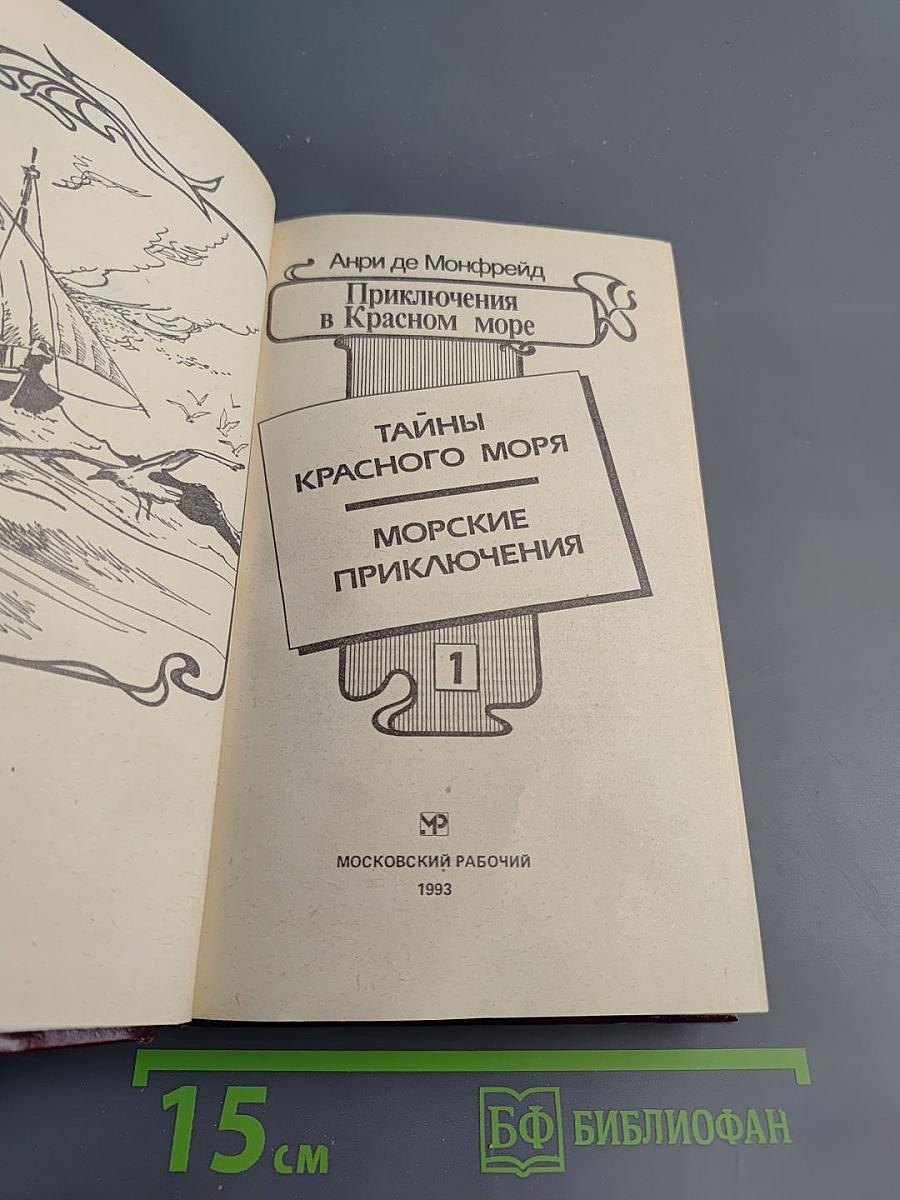 Анри де Монфрейд
Приключения
в Красном море
ТАЙНЫ
КРАСНОГО МОРЯ
МОРСКИЕ
ПРИКЛЮЧЕНИЯ
1
МР
МОСКОВСКИЙ РАБОЧИЙ
1993
15 см
БФ БИБЛИОФАН